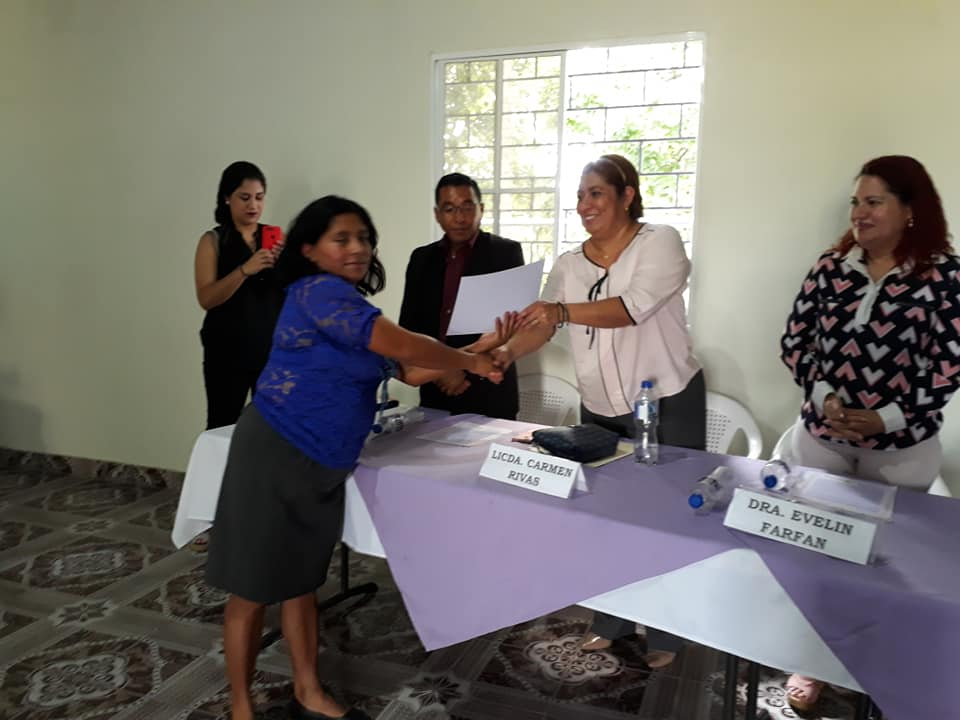 LICDA. CARMEN
RIVAS
DRA. EVELIN
FARFAN